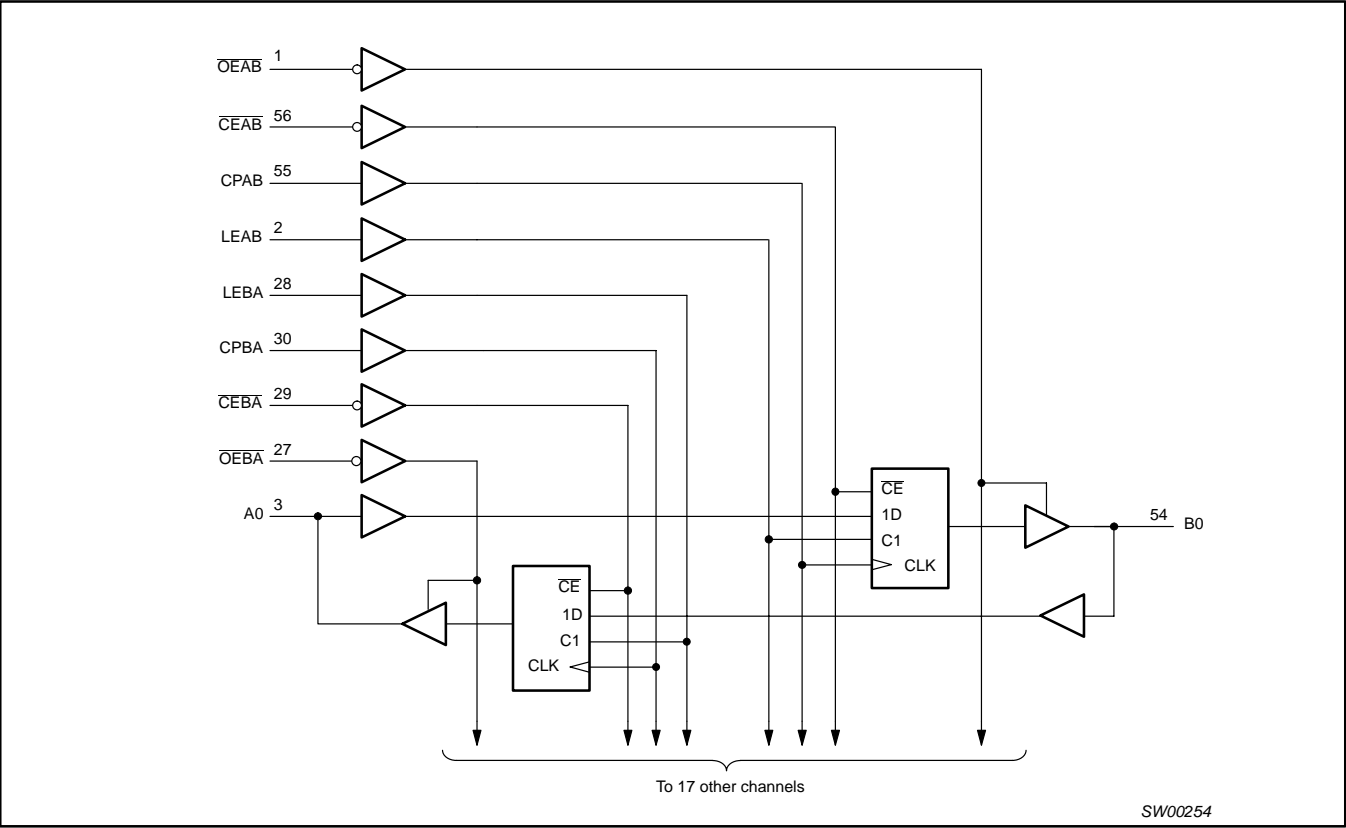 OEAB 1
CEAB 56
CPAB 55
LEAB 2
LEBA 28
CPBA 30
CEBA 29
OEBA 27
A0 3
CE
1D
C1
CLK
54 B0
CE
1D
C1
CLK
To 17 other channels
SW00254